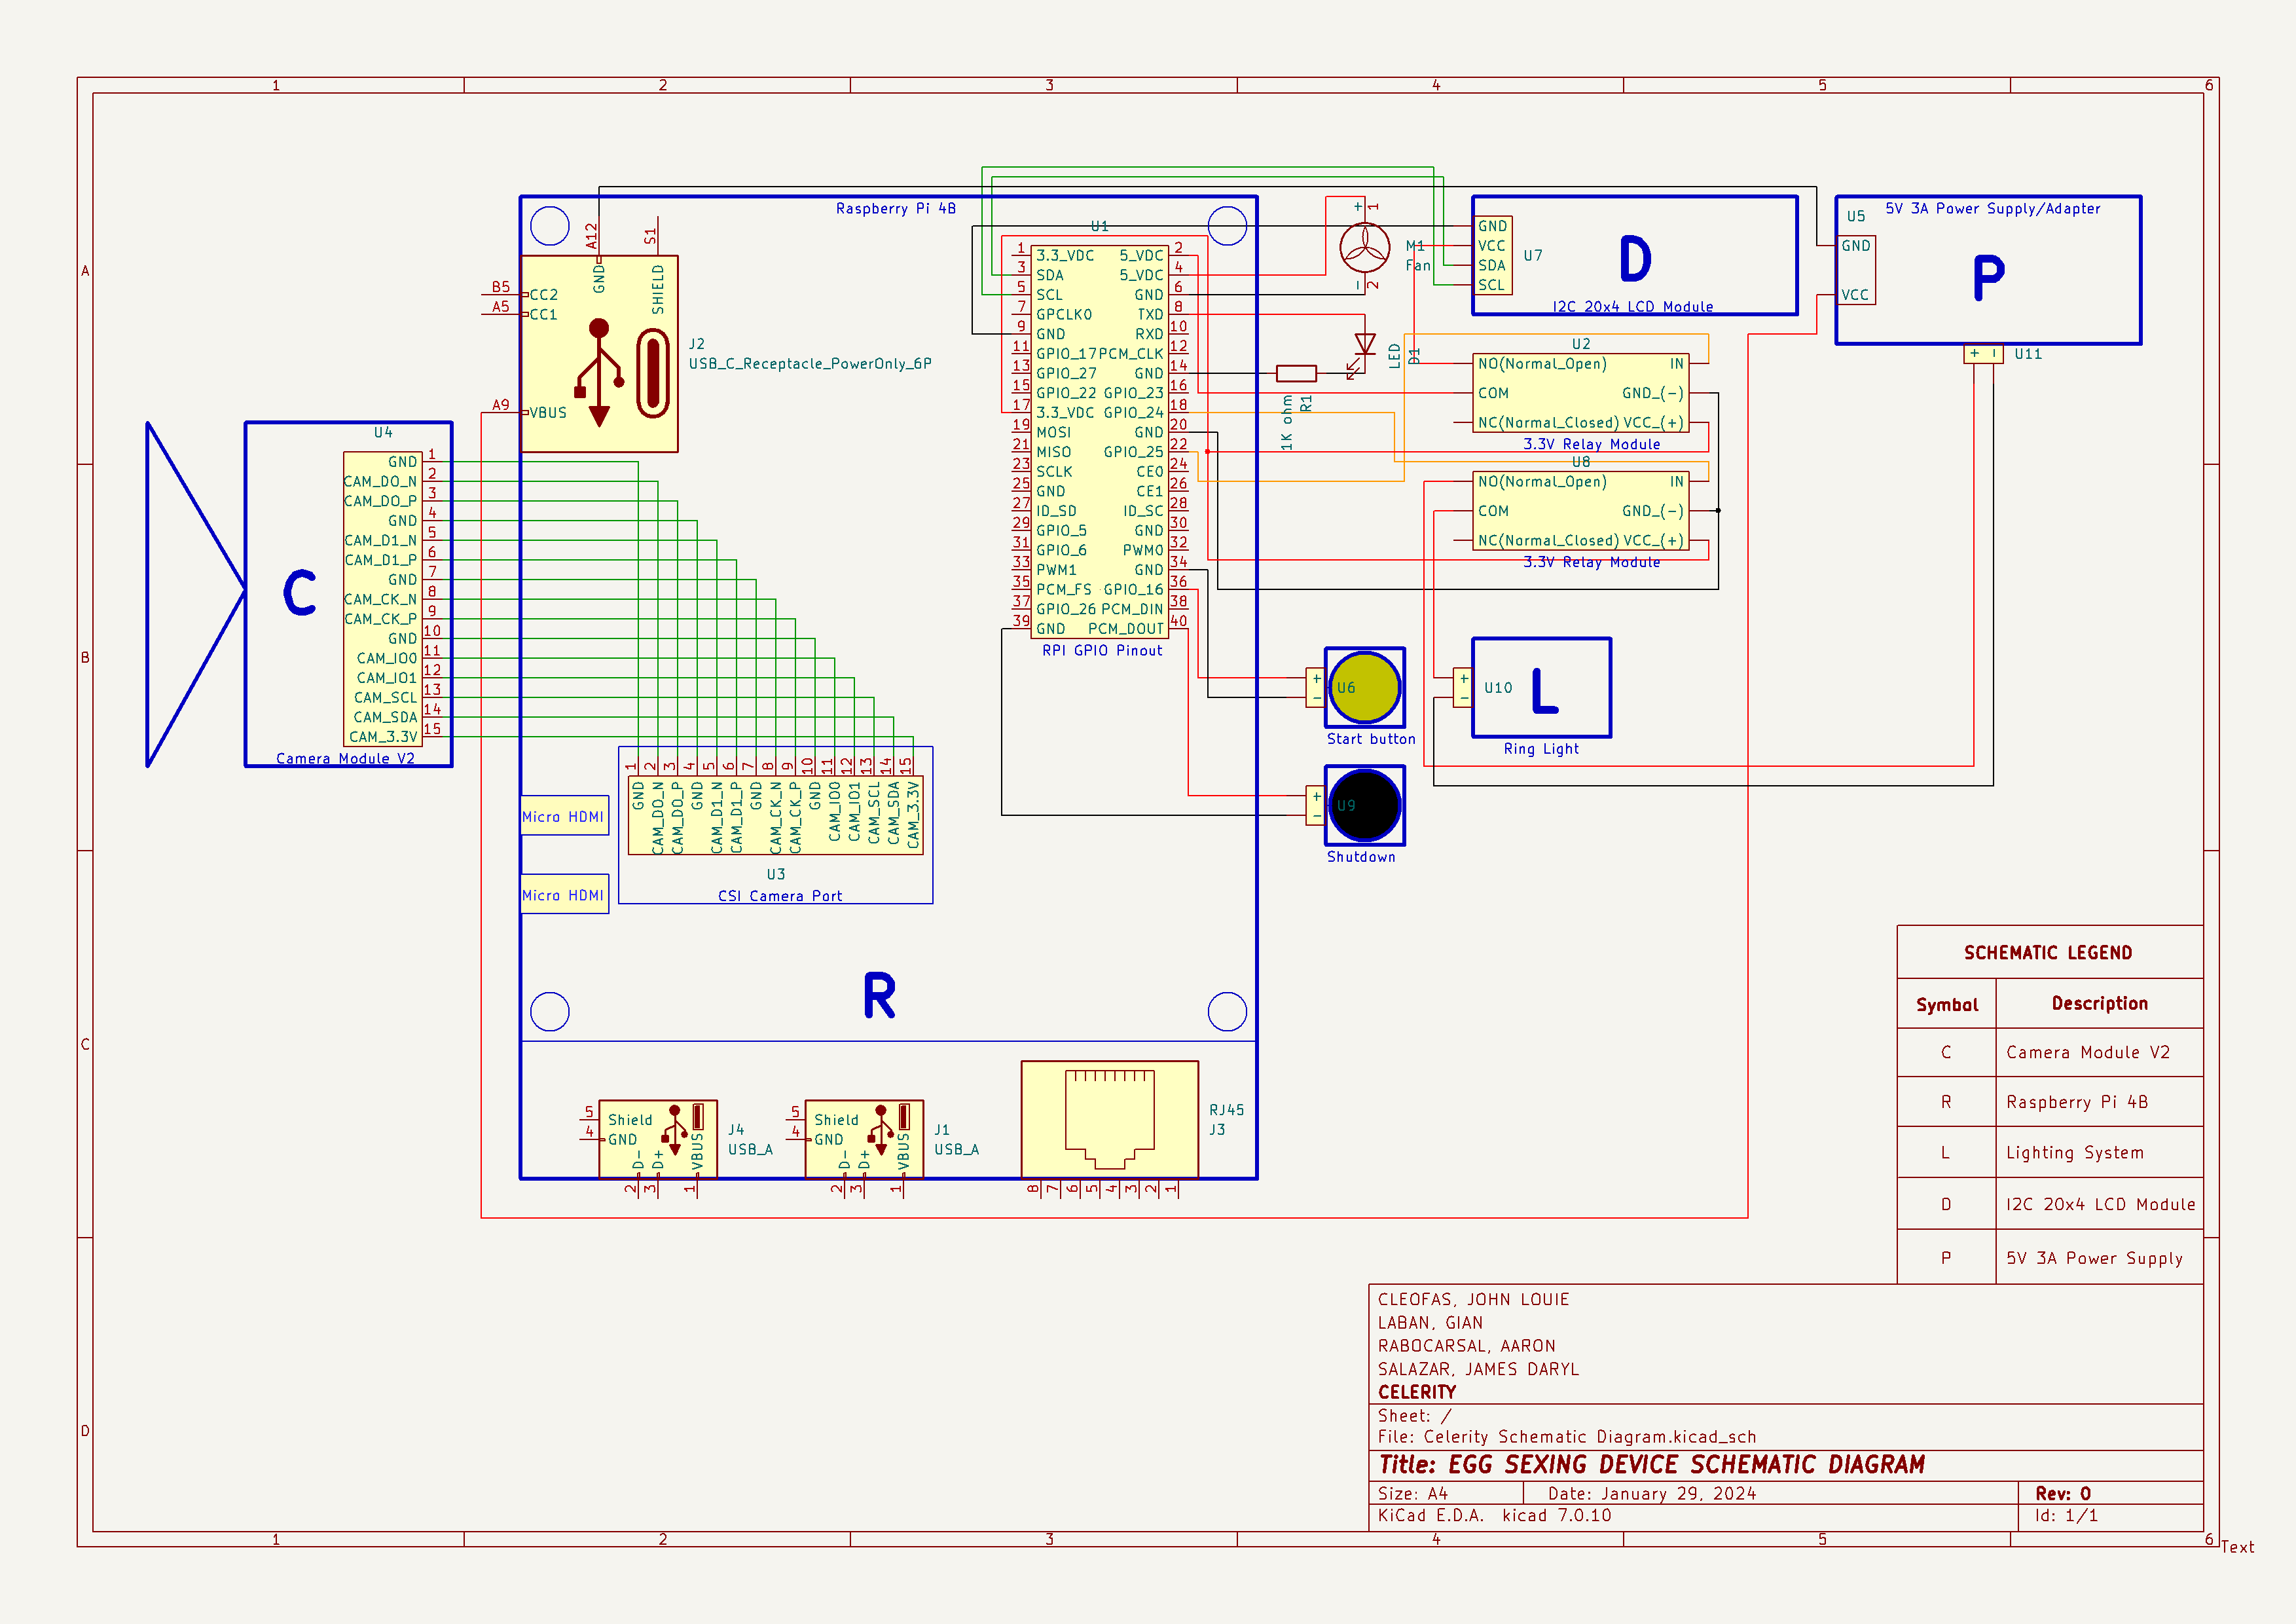 1 2 3 4 5 6
A
B
C
D
Raspberry Pi 4B
A12
GND
S1
SHIELD
B5 CC2
A5 CC1
A9 VBUS
J2
USB_C_Receptacle_PowerOnly_6P
U4
GND 1
CAM_D0_N 2
CAM_D0_P 3
GND 4
CAM_D1_N 5
CAM_D1_P 6
GND 7
CAM_CK_N 8
CAM_CK_P 9
GND 10
CAM_IO0 11
CAM_IO1 12
CAM_SCL 13
CAM_SDA 14
CAM_3.3V 15
C
Camera Module V2
Micro HDMI
Micro HDMI
1 2 3 4 5 6 7 8 9 10 11 12 13 14 15
GND CAM_D0_N CAM_D0_P GND CAM_D1_N CAM_D1_P GND CAM_CK_N CAM_CK_P GND CAM_IO0 CAM_IO1 CAM_SCL CAM_SDA CAM_3.3V
U3
CSI Camera Port
R
U1
1 3.3_VDC 5_VDC 2
3 SDA 5_VDC 4
5 SCL GND 6
7 GPCLK0 TXD 8
9 GND RXD 10
11 GPIO_17 PCM_CLK 12
13 GPIO_27 GND 14
15 GPIO_22 GPIO_23 16
17 3.3_VDC GPIO_24 18
19 MOSI GND 20
21 MISO GPIO_25 22
23 SCLK CE0 24
25 GND CE1 26
27 ID_SD ID_SC 28
29 GPIO_5 GND 30
31 GPIO_6 PWM0 32
33 PWM1 GND 34
35 PCM_FS GPIO_16 36
37 GPIO_26 PCM_DIN 38
39 GND PCM_DOUT 40
RPI GPIO Pinout
+ 1
M1
Fan
- 2
LED
D1
1K ohm
R1
GND
VCC
SDA
SCL
U7
D
I2C 20x4 LCD Module
U5
5V 3A Power Supply/Adapter
GND
VCC
P
+ -
U11
U2
NO(Normal_Open) IN
COM GND_(-)
NC(Normal_Closed) VCC_(+)
3.3V Relay Module
U8
NO(Normal_Open) IN
COM GND_(-)
NC(Normal_Closed) VCC_(+)
3.3V Relay Module
+
-
U6
Start button
+
-
U9
Shutdown
+
-
U10
L
Ring Light
5 Shield
4 GND
D- D+ VBUS
2 3 1
J4
USB_A
5 Shield
4 GND
D- D+ VBUS
2 3 1
J1
USB_A
RJ45
J3
8 7 6 5 4 3 2 1
SCHEMATIC LEGEND
Symbol Description
C Camera Module V2
R Raspberry Pi 4B
L Lighting System
D I2C 20x4 LCD Module
P 5V 3A Power Supply
CLEOFAS, JOHN LOUIE
LABAN, GIAN
RABOCARSAL, AARON
SALAZAR, JAMES DARYL
CELERITY
Sheet: /
File: Celerity Schematic Diagram.kicad_sch
Title: EGG SEXING DEVICE SCHEMATIC DIAGRAM
Size: A4 Date: January 29, 2024 Rev: 0
KiCad E.D.A. kicad 7.0.10 Id: 1/1
1 2 3 4 5 6
A
B
C
D
Text